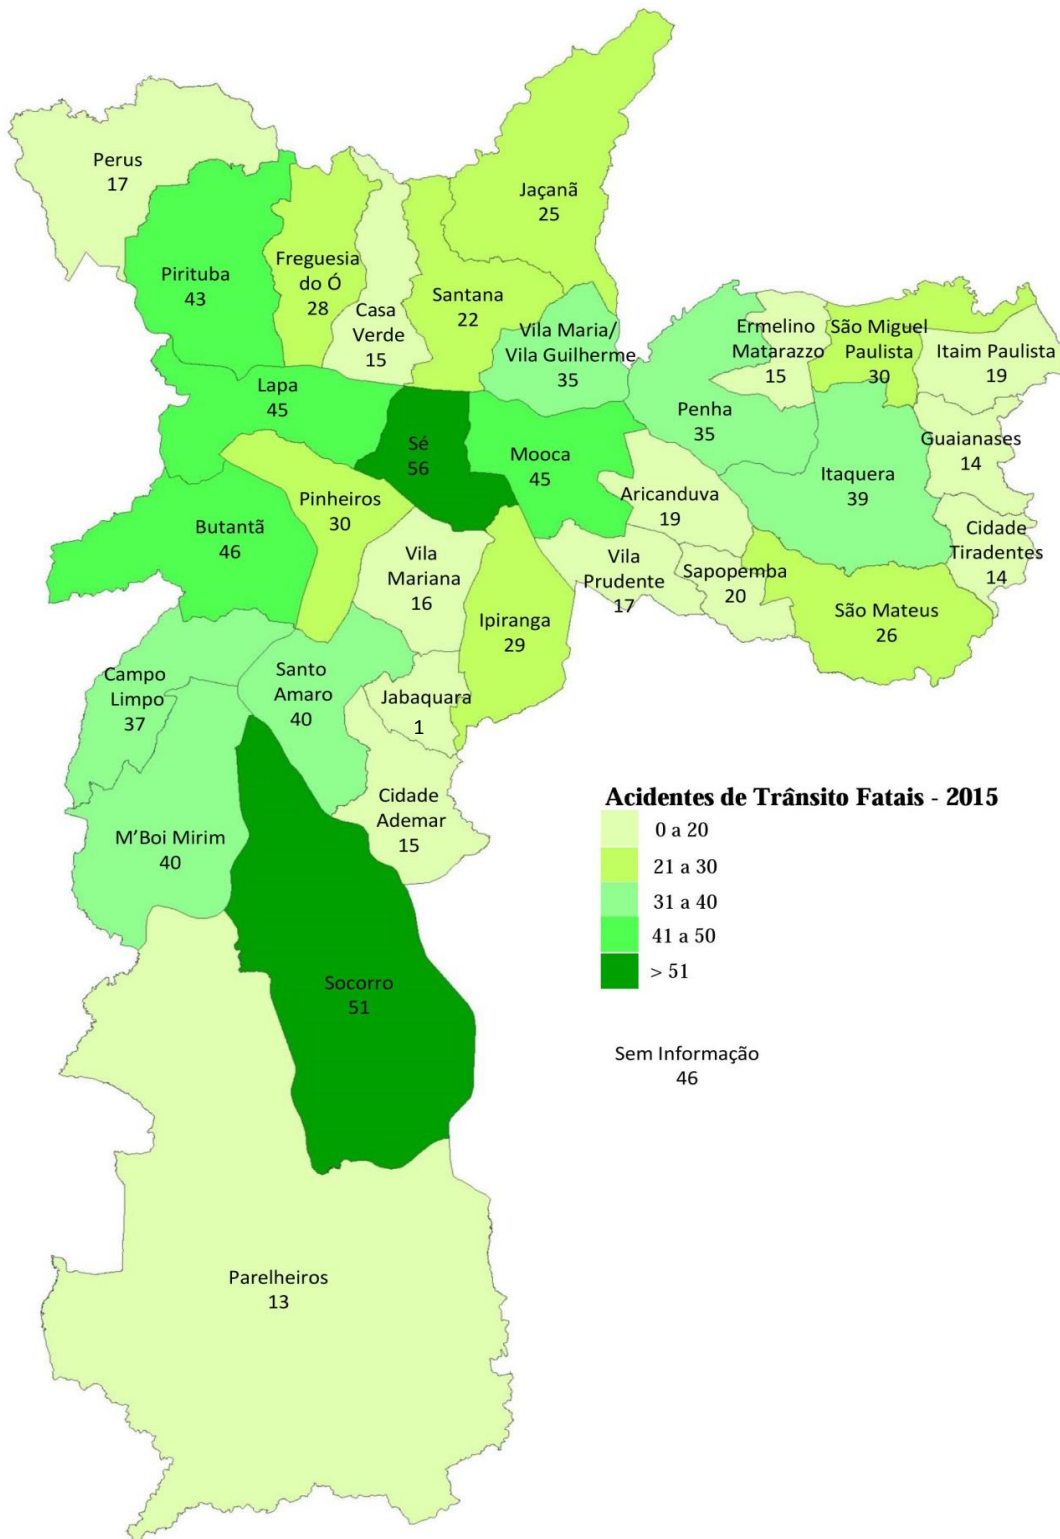 Perus
17
Pirituba
43
Freguesia
do Ó
28
Casa
Verde
15
Santana
22
Jaçanã
25
Vila Maria/
Vila Guilherme
35
Ermelino
Matarazzo
15
São Miguel
Paulista
30
Itaim Paulista
19
Lapa
45
Sé
56
Mooca
45
Penha
35
Itaquera
39
Guaianases
14
Aricanduva
19
Cidade
Tiradentes
14
Pinheiros
30
Butantã
46
Vila
Mariana
16
Ipiranga
29
Vila
Prudente
17
Sapopemba
20
São Mateus
26
Campo
Limpo
37
Santo
Amaro
40
Jabaquara
1
Cidade
Ademar
15
M'Boi Mirim
40
Socorro
51
Parelheiros
13
Acidentes de Trânsito Fatais - 2015
0 a 20
21 a 30
31 a 40
41 a 50
> 51
Sem Informação
46